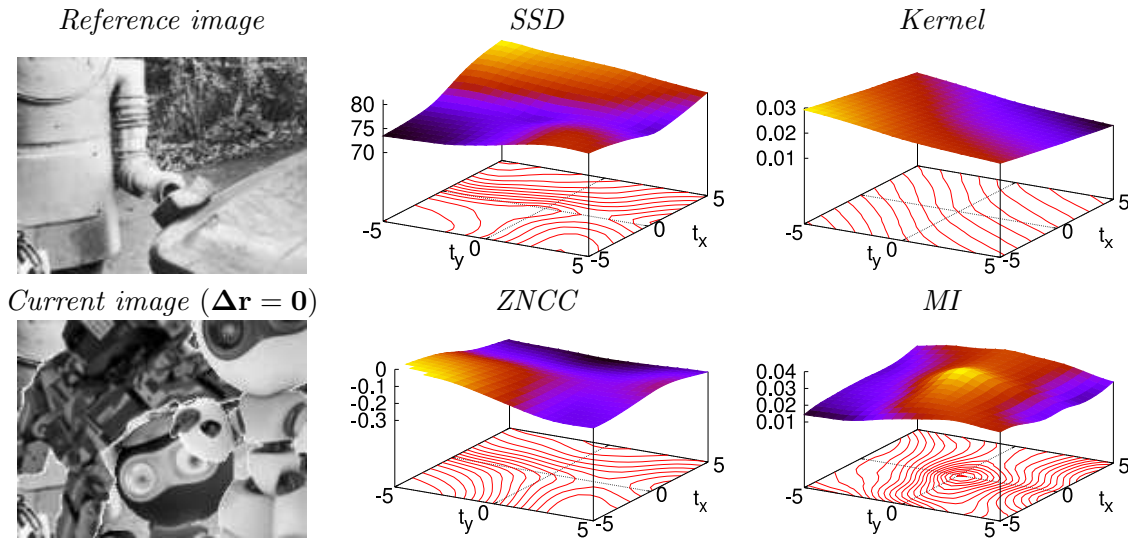 Reference image
SSD
Kernel
80
75
70
-5
t_y
0
5
-5
0
t_x
5
0.03
0.02
0.01
-5
t_y
0
5
-5
0
t_x
5
Current image (Δr = 0)
ZNCC
MI
0
-0.1
-0.2
-0.3
-5
t_y
0
5
-5
0
t_x
5
0.04
0.03
0.02
0.01
-5
t_y
0
5
-5
0
t_x
5